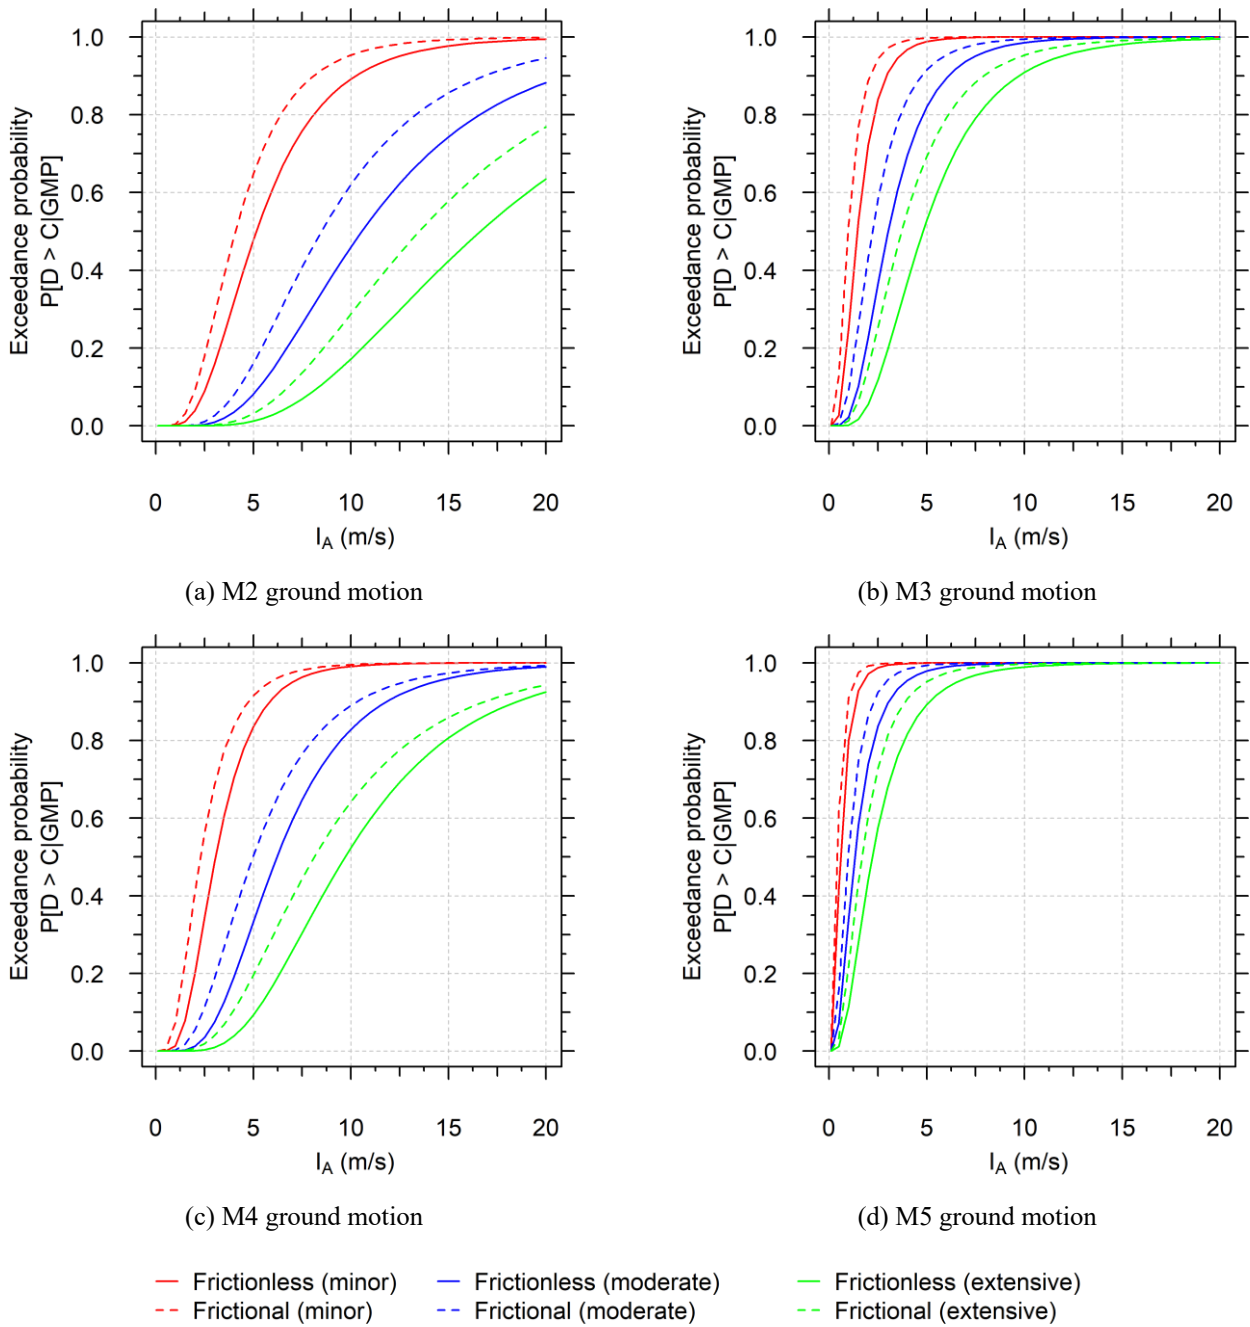 Exceedance probability
P[D > C|GMP]
1.0
0.8
0.6
0.4
0.2
0.0
0 5 10 15 20
I_A (m/s)
(a) M2 ground motion
Exceedance probability
P[D > C|GMP]
1.0
0.8
0.6
0.4
0.2
0.0
0 5 10 15 20
I_A (m/s)
(b) M3 ground motion
Exceedance probability
P[D > C|GMP]
1.0
0.8
0.6
0.4
0.2
0.0
0 5 10 15 20
I_A (m/s)
(c) M4 ground motion
Exceedance probability
P[D > C|GMP]
1.0
0.8
0.6
0.4
0.2
0.0
0 5 10 15 20
I_A (m/s)
(d) M5 ground motion
Frictionless (minor) Frictionless (moderate) Frictionless (extensive)
Frictional (minor) Frictional (moderate) Frictional (extensive)